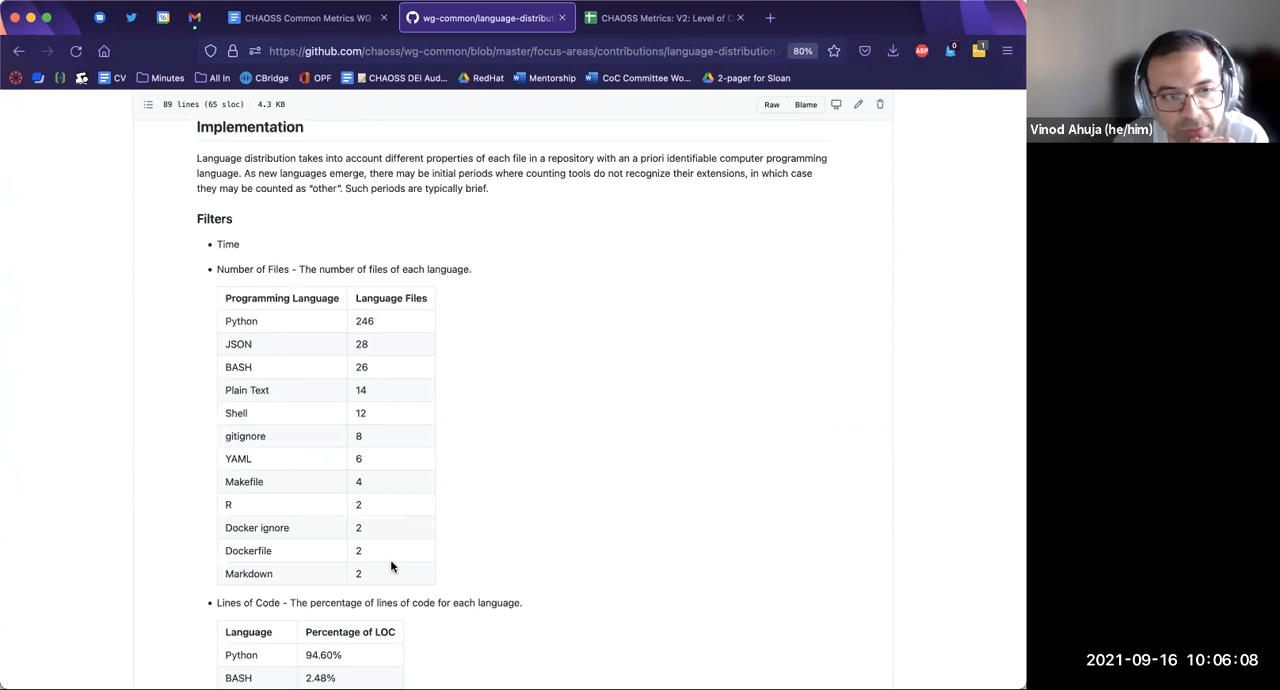 CHAOSS Common Metrics WG
wg-common/language-distribut
CHAOSS Metrics: V2: Level of C
https://github.com/chaoss/wg-common/blob/master/focus-areas/contributions/language-distribution.
80%
CV
Minutes
All In
CBridge
OPF
CHAOSS DEI Aud...
RedHat
Mentorship
CoC Committee Wo...
2-pager for Sloan
89 lines (65 sloc)
4.3 KB
Raw
Blame
Implementation
Language distribution takes into account different properties of each file in a repository with an a priori identifiable computer programming
language. As new languages emerge, there may be initial periods where counting tools do not recognize their extensions, in which case
they may be counted as “other”. Such periods are typically brief.
Filters
• Time
• Number of Files - The number of files of each language.
Programming Language Language Files
Python 246
JSON 28
BASH 26
Plain Text 14
Shell 12
gitignore 8
YAML 6
Makefile 4
R 2
Docker ignore 2
Dockerfile 2
Markdown 2
• Lines of Code - The percentage of lines of code for each language.
Language Percentage of LOC
Python 94.60%
BASH 2.48%
Vinod Ahuja (he/him)
2021-09-16 10:06:08